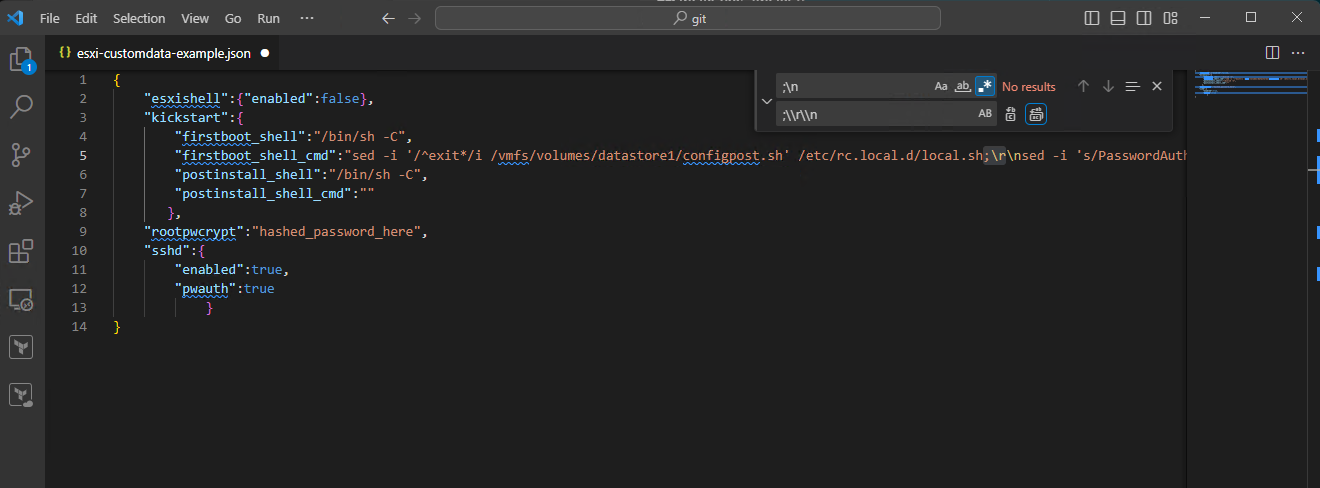 File Edit Selection View Go Run ··· git
esxi-customdata-example.json
;\n Aa ab .* No results
;\\r\\n AB
1
1 {
2 "esxishell":{"enabled":false},
3 "kickstart":{
4 "firstboot_shell":"/bin/sh -C",
5 "firstboot_shell_cmd":"sed -i '/^exit*/i /vmfs/volumes/datastore1/configpost.sh' /etc/rc.local.d/local.sh;\r\nsed -i 's/PasswordAuth
6 "postinstall_shell":"/bin/sh -C",
7 "postinstall_shell_cmd":""
8 },
9 "rootpwcrypt":"hashed_password_here",
10 "sshd":{
11 "enabled":true,
12 "pwauth":true
13 }
14 }